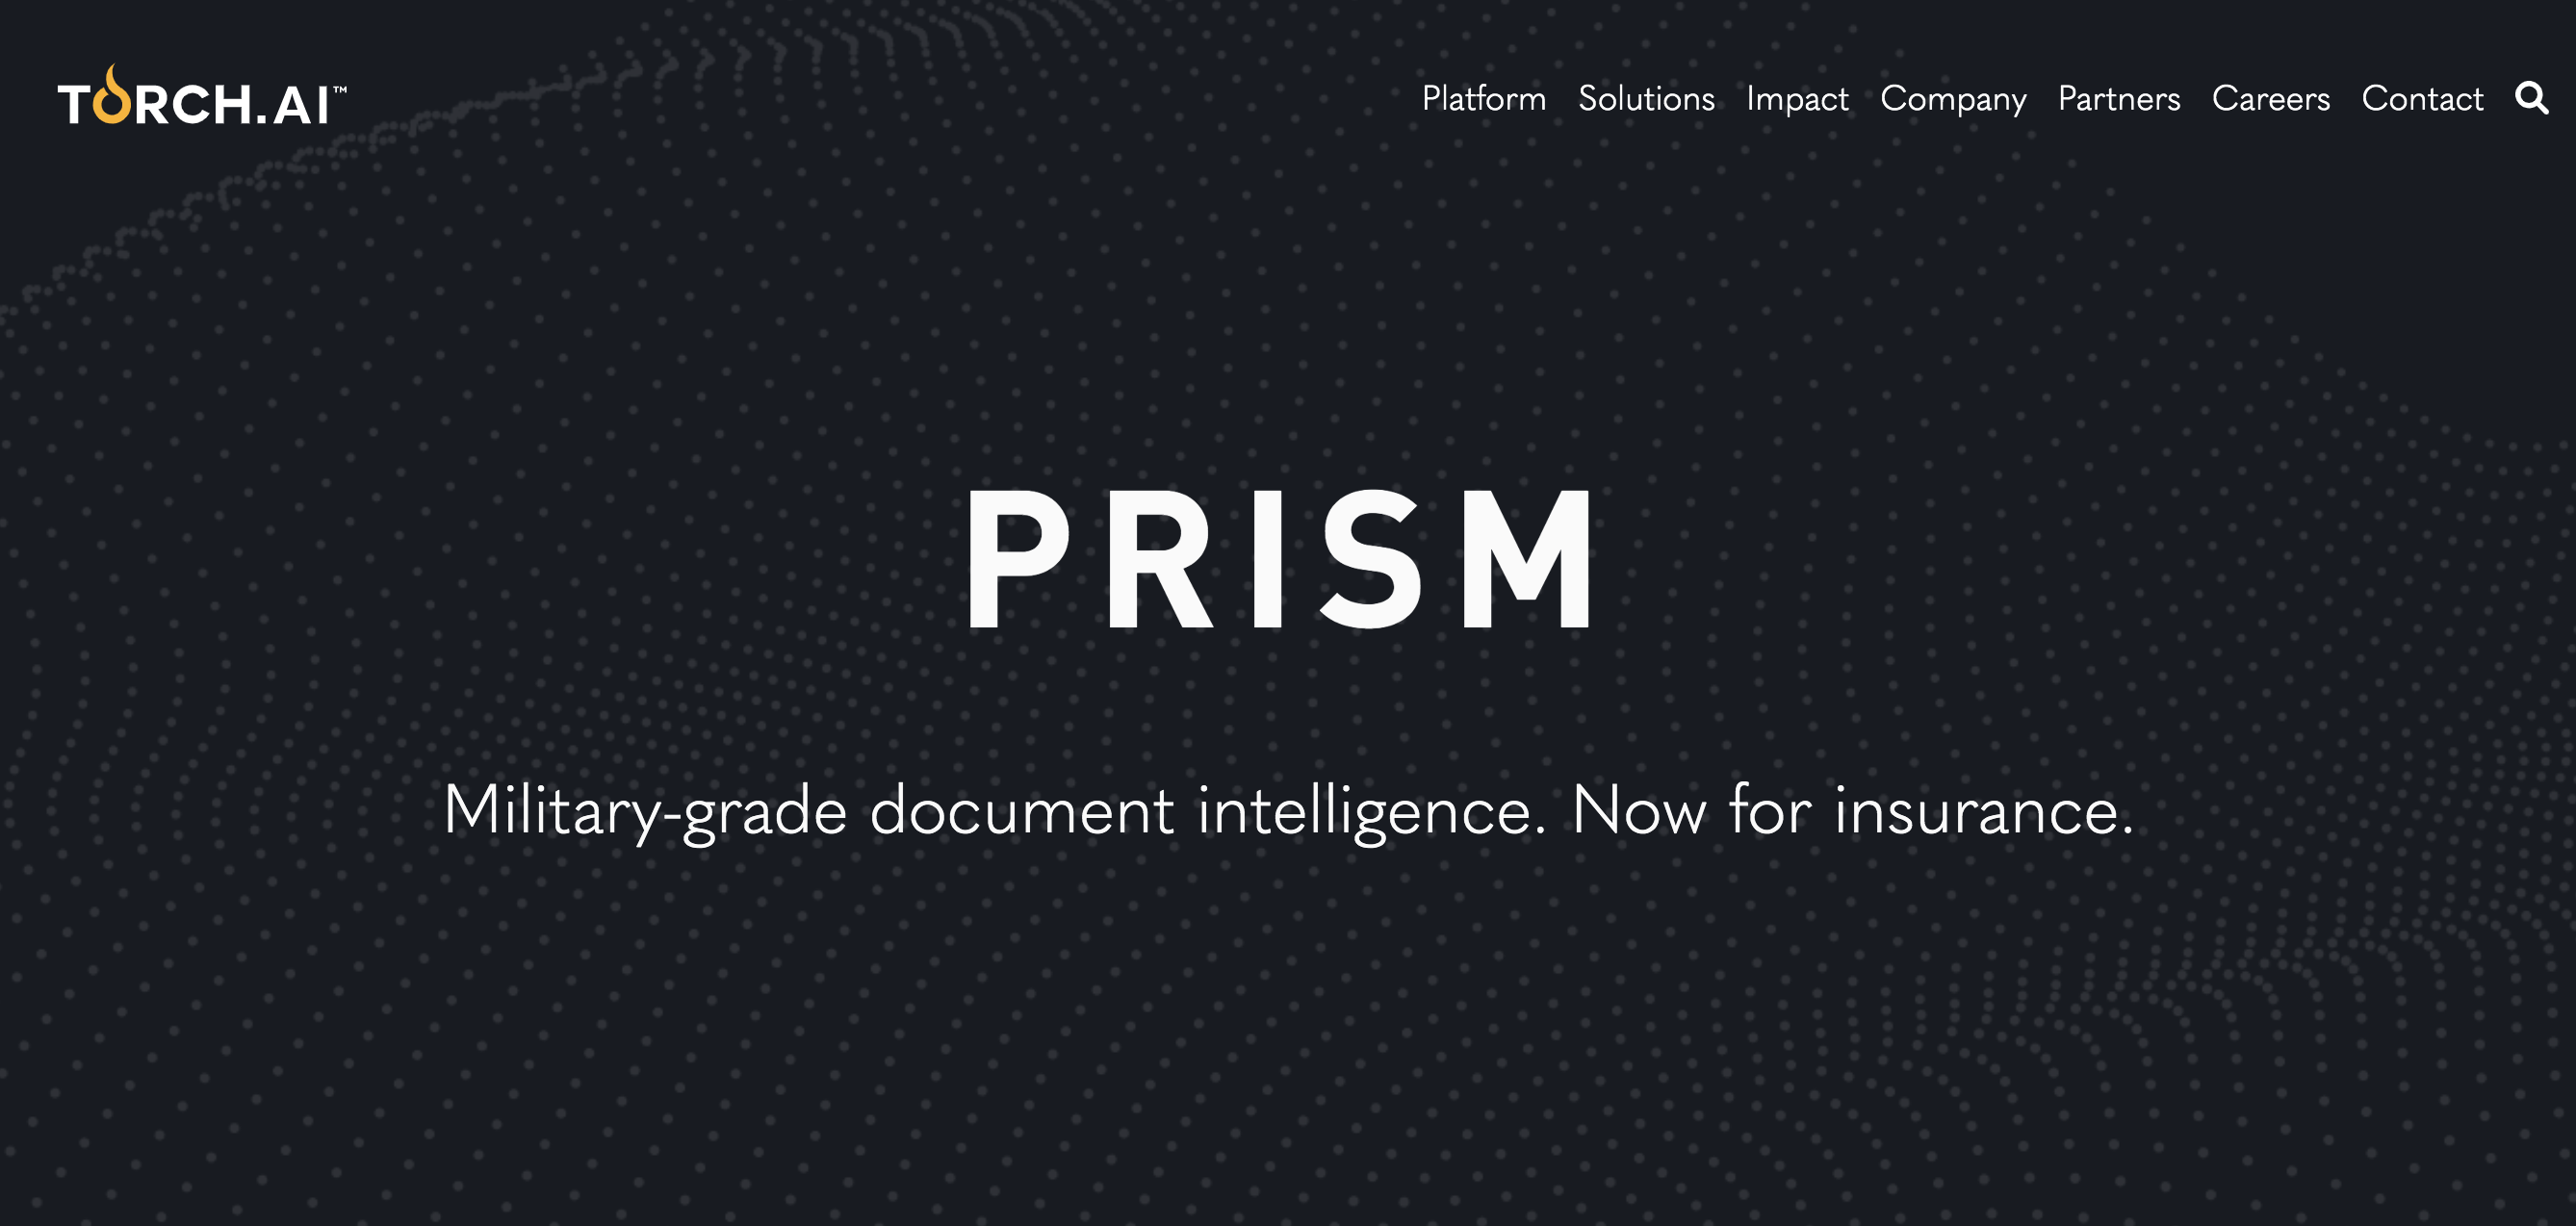 TORCH.AI™
Platform Solutions Impact Company Partners Careers Contact
PRISM
Military-grade document intelligence. Now for insurance.